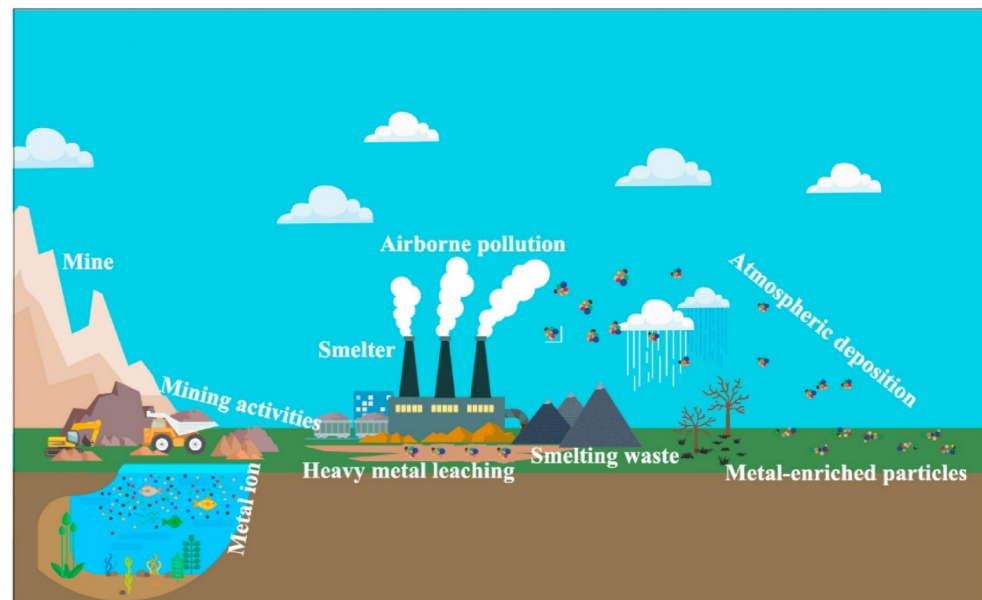 Airborne pollution
Mine
Atmospheric deposition
Smelter
Mining activities
Heavy metal leaching
Smelting waste
Metal-enriched particles
Metal ion